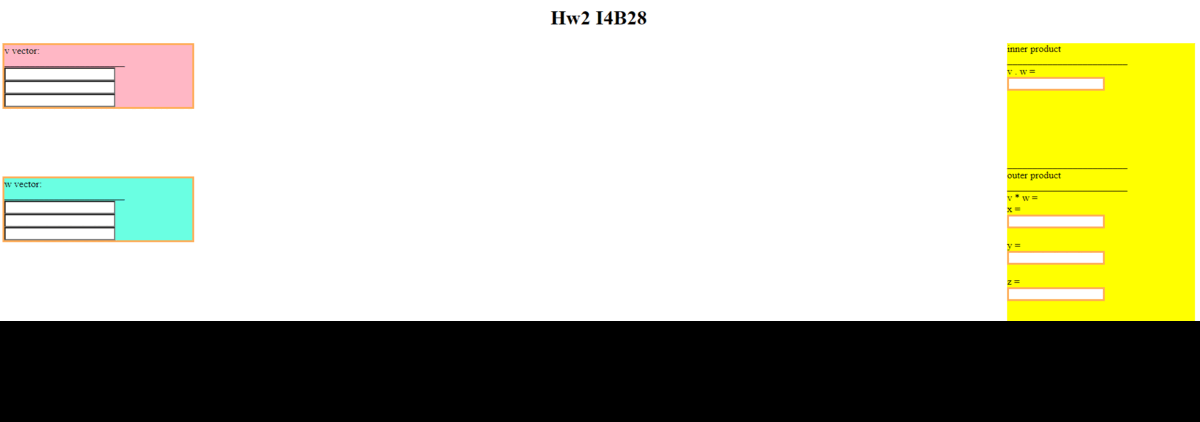 Hw2 I4B28
v vector:
w vector:
inner product
v . w =
outer product
v * w =
x =
y =
z =